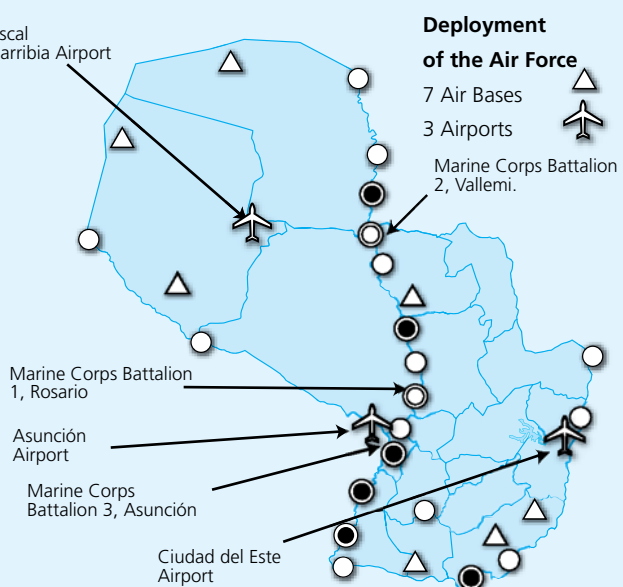 scal
arribia Airport
Deployment
of the Air Force
7 Air Bases
3 Airports
Marine Corps Battalion
2, Vallemi.
Marine Corps Battalion
1, Rosario
Asunción
Airport
Marine Corps
Battalion 3, Asunción
Ciudad del Este
Airport